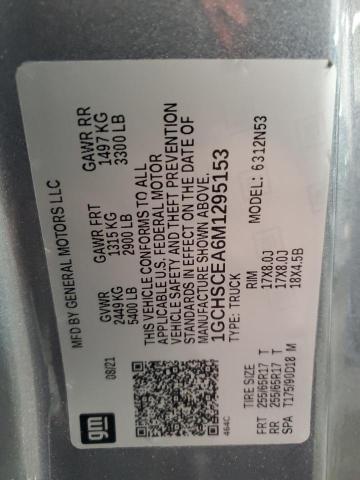 MFD BY GENERAL MOTORS LLC
08/21
GVWR
2449 KG
5400 LB
GAWR FRT
1315 KG
2900 LB
GAWR RR
1497 KG
3300 LB
THIS VEHICLE CONFORMS TO ALL
APPLICABLE U.S. FEDERAL MOTOR
VEHICLE SAFETY AND THEFT PREVENTION
STANDARDS IN EFFECT ON THE DATE OF
MANUFACTURE SHOWN ABOVE.
1GCHSCEA6M1295153
TYPE: TRUCK
MODEL: 6312N53
gm
464C
TIRE SIZE RIM
FRT 255/65R17 T 17X8.0J
RR 255/65R17 T 17X8.0J
SPA T175/90D18 M 18X4.5B